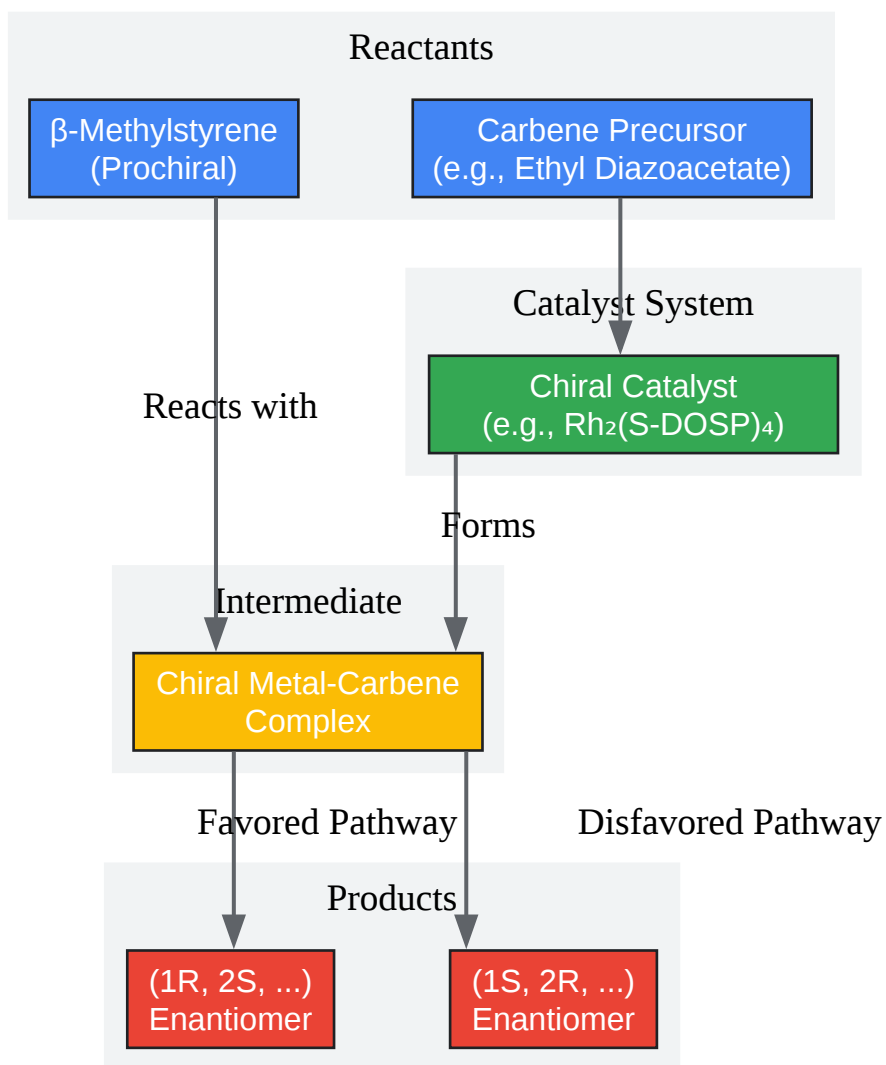 Reactants
β-Methylstyrene
(Prochiral)
Carbene Precursor
(e.g., Ethyl Diazoacetate)
Catalyst System
Chiral Catalyst
(e.g., Rh₂(S-DOSP)₄)
Reacts with
Forms
Intermediate
Chiral Metal-Carbene
Complex
Favored Pathway
Disfavored Pathway
Products
(1R, 2S, ...)
Enantiomer
(1S, 2R, ...)
Enantiomer